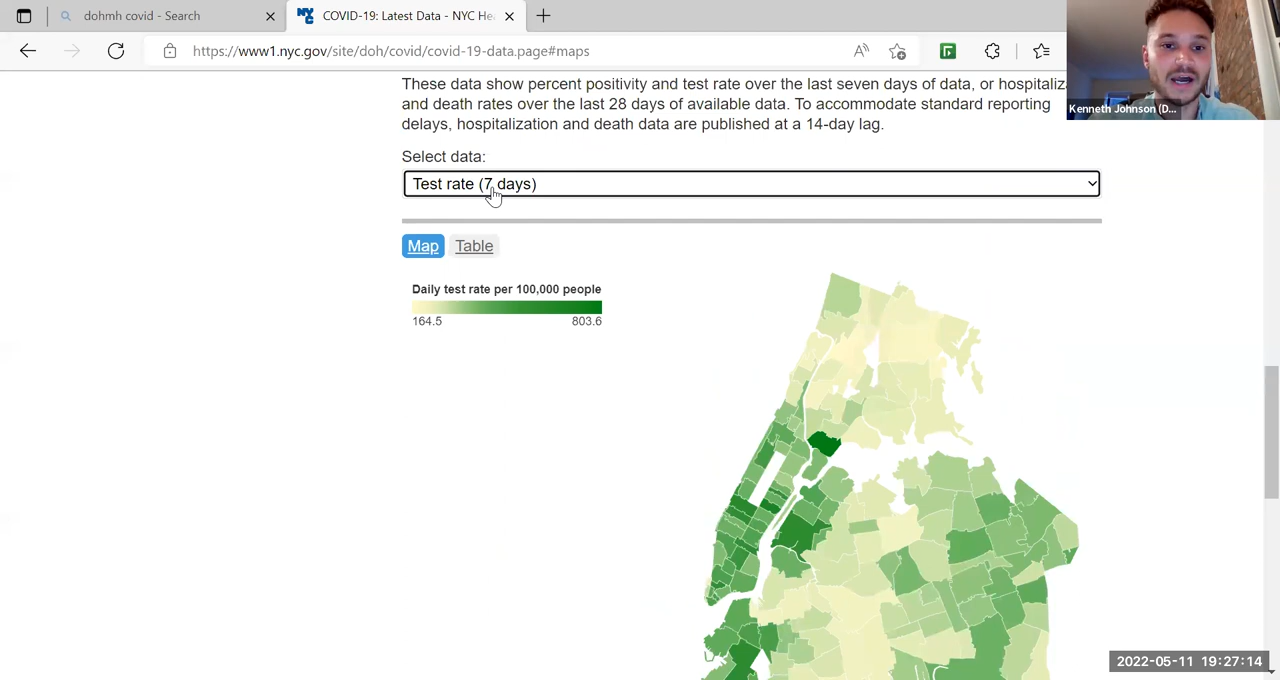 dohmh covid - Search
COVID-19: Latest Data - NYC He
https://www1.nyc.gov/site/doh/covid/covid-19-data.page#maps
Kenneth Johnson (D...
These data show percent positivity and test rate over the last seven days of data, or hospitaliza
and death rates over the last 28 days of available data. To accommodate standard reporting
delays, hospitalization and death data are published at a 14-day lag.
Select data:
Test rate (7 days)
Map Table
Daily test rate per 100,000 people
164.5 803.6
2022-05-11 19:27:14